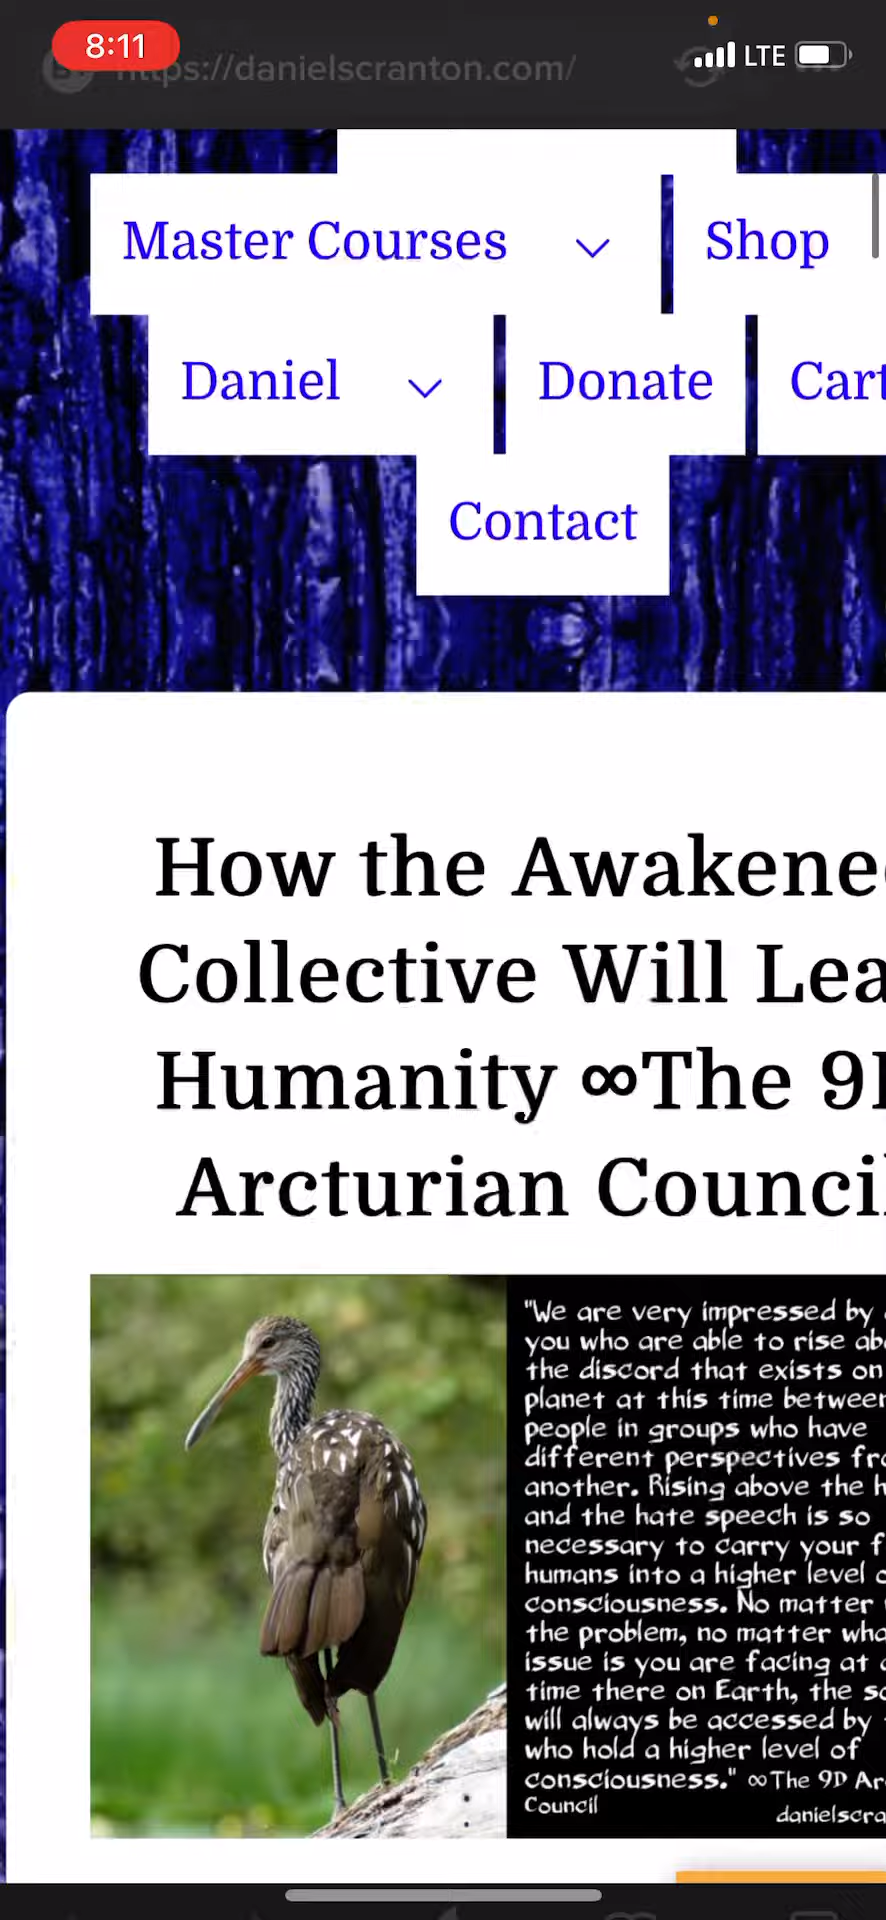 8:11
LTE
https://danielscranton.com/
Master Courses
Shop
Daniel
Donate
Cart
Contact
How the Awakene
Collective Will Lea
Humanity ∞The 9
Arcturian Counci
"We are very impressed by
you who are able to rise ab
the discord that exists on
planet at this time between
people in groups who have
different perspectives fr
another. Rising above the h
and the hate speech is so
necessary to carry your f
humans into a higher level
consciousness. No matter
the problem, no matter wha
issue is you are facing at
time there on Earth, the so
will always be accessed by
who hold a higher level of
consciousness." ∞The 9D Ar
Council
danielscra